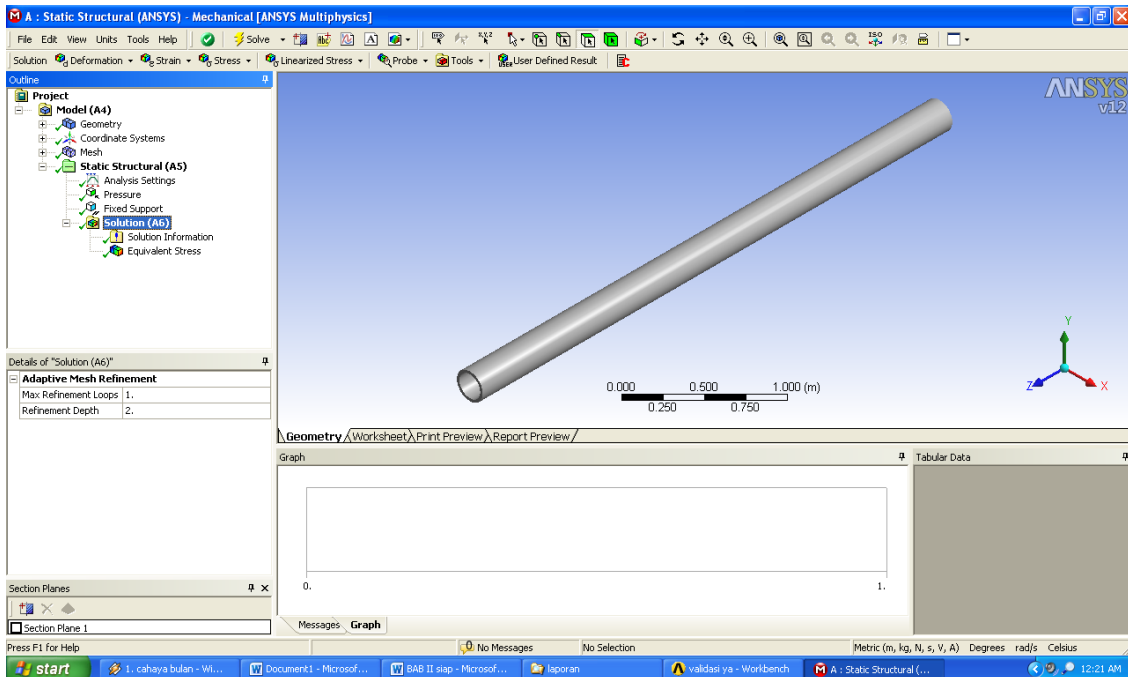 A : Static Structural (ANSYS) - Mechanical [ANSYS Multiphysics]
File Edit View Units Tools Help Solve
Solution Deformation Strain Stress Linearized Stress Probe Tools User Defined Result
Outline
Project
Model (A4)
Geometry
Coordinate Systems
Mesh
Static Structural (A5)
Analysis Settings
Pressure
Fixed Support
Solution (A6)
Solution Information
Equivalent Stress
ANSYS
v12
Y
Z
X
0.000 0.500 1.000 (m)
0.250 0.750
Details of "Solution (A6)"
Adaptive Mesh Refinement
Max Refinement Loops 1.
Refinement Depth 2.
Geometry Worksheet Print Preview Report Preview
Graph
Tabular Data
0. 1.
Messages Graph
Section Planes
Section Plane 1
Press F1 for Help No Messages No Selection Metric (m, kg, N, s, V, A) Degrees rad/s Celsius
start 1. cahaya bulan - Wi... Document1 - Microsof... BAB II siap - Microsof... laporan validasi ya - Workbench A : Static Structural (... 12:21 AM